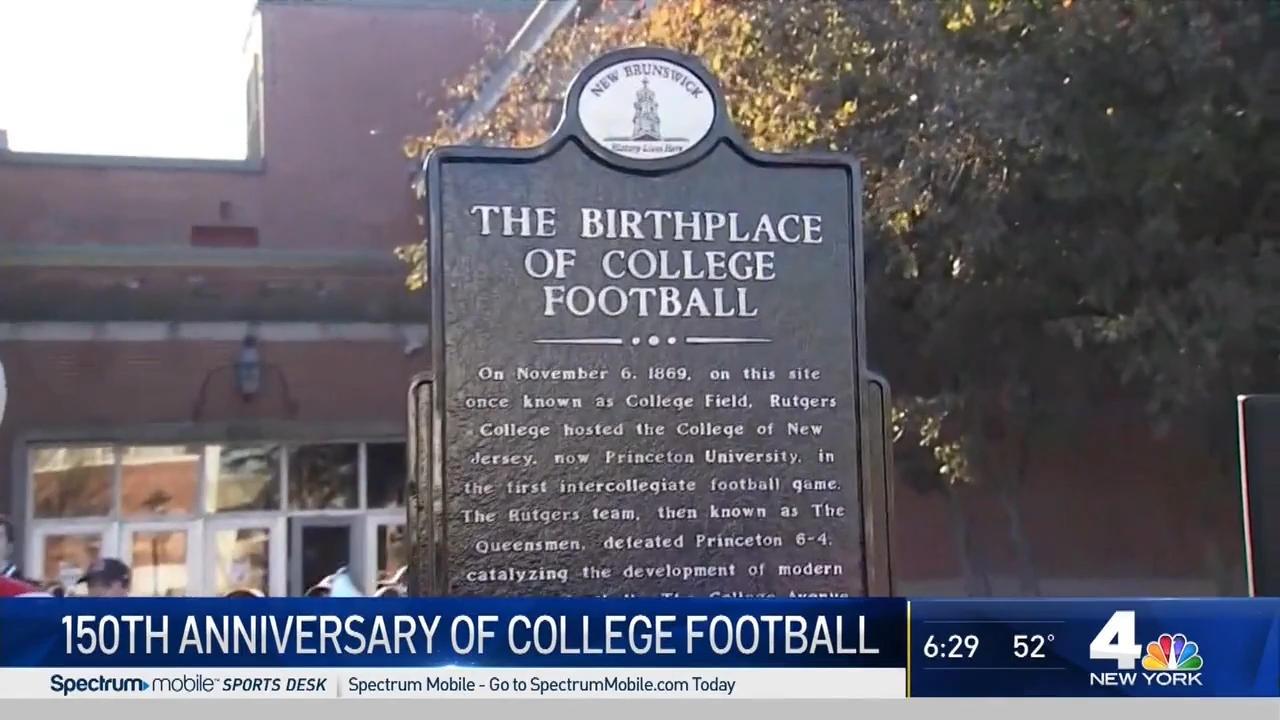 NEW BRUNSWICK
History Lives Here
THE BIRTHPLACE
OF COLLEGE
FOOTBALL
On November 6, 1869, on this site
once known as College Field, Rutgers
College hosted the College of New
Jersey, now Princeton University, in
the first intercollegiate football game.
The Rutgers team, then known as The
Queensmen, defeated Princeton 6-4,
catalyzing the development of modern
The College Avenue
150TH ANNIVERSARY OF COLLEGE FOOTBALL
6:29 52°
4
NEW YORK
Spectrum mobile™ SPORTS DESK Spectrum Mobile - Go to SpectrumMobile.com Today